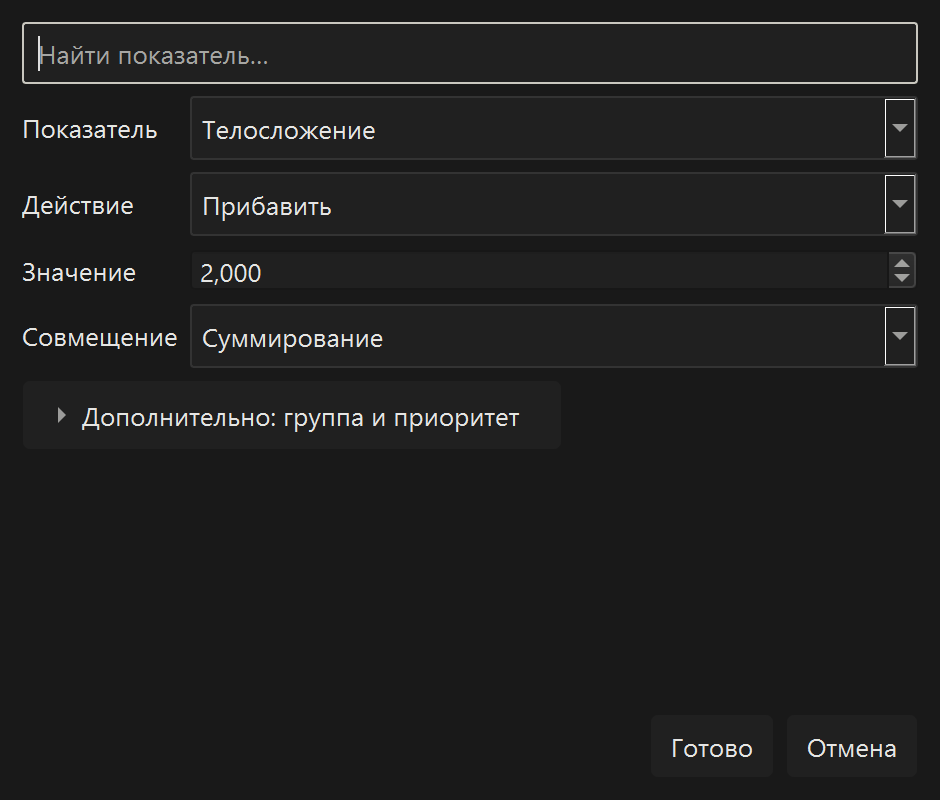 Найти показатель...
Показатель Телосложение
Действие Прибавить
Значение 2,000
Совмещение Суммирование
Дополнительно: группа и приоритет
Готово Отмена